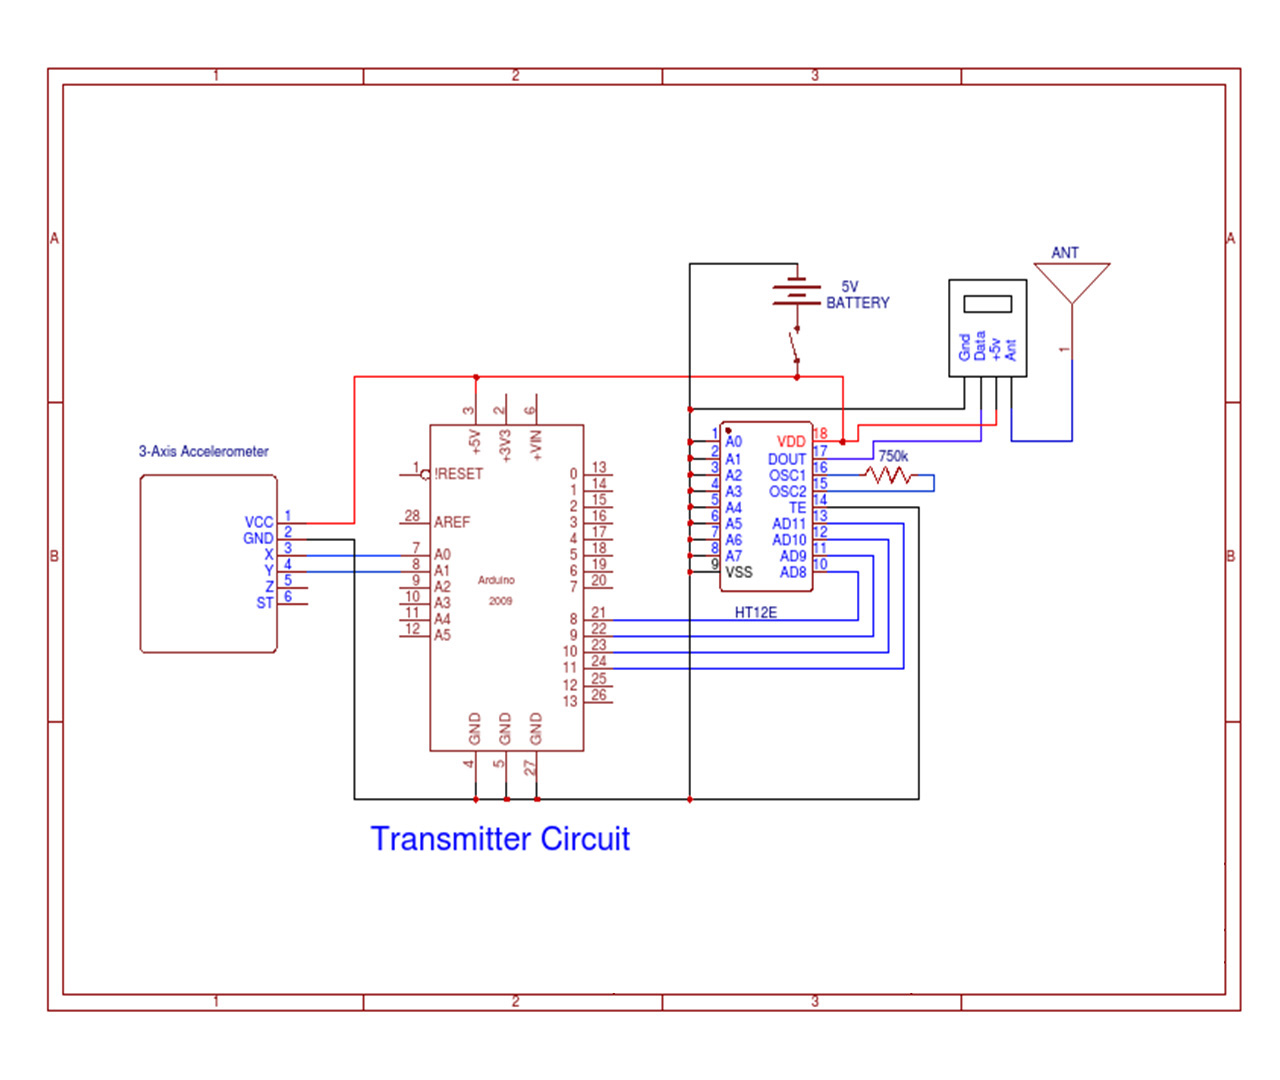 1 2 3
A A
ANT
5V
BATTERY
Gnd Data +5v Ant
1
3 2 6
+5V +3V3 +VIN
3-Axis Accelerometer
VCC 1
GND 2
X 3
Y 4
Z 5
ST 6
1 !RESET
28 AREF
7 A0
8 A1
9 A2
10 A3
11 A4
12 A5
Arduino
2009
0 13
1 14
2 15
3 16
4 17
5 18
6 19
7 20
8 21
9 22
10 23
11 24
12 25
13 26
GND GND GND
4 5 27
1 A0 VDD 18
2 A1 DOUT 17
3 A2 OSC1 16
4 A3 OSC2 15
5 A4 TE 14
6 A5 AD11 13
7 A6 AD10 12
8 A7 AD9 11
9 VSS AD8 10
750k
HT12E
B B
Transmitter Circuit
1 2 3